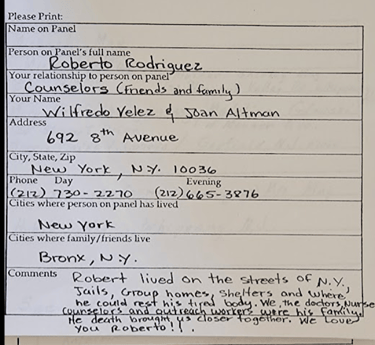 Please Print:
Name on Panel
Person on Panel's full name
Roberto Rodriguez
Your relationship to person on panel
Counselors (Friends and family)
Your Name
Wilfredo Velez & Joan Altman
Address
692 8th Avenue
City, State, Zip
New York, N.Y. 10036
Phone Day Evening
(212) 730-2270 (212) 665-3876
Cities where person on panel has lived
New York
Cities where family/friends live
Bronx, N.Y.
Comments Robert lived on the streets of N.Y.
Jails, Group homes, Shelters and where
he could rest his tired body. We, the doctors, Nurse
counselors and outreach workers were his family.
He death brought us closer together. We Love
You Roberto!!